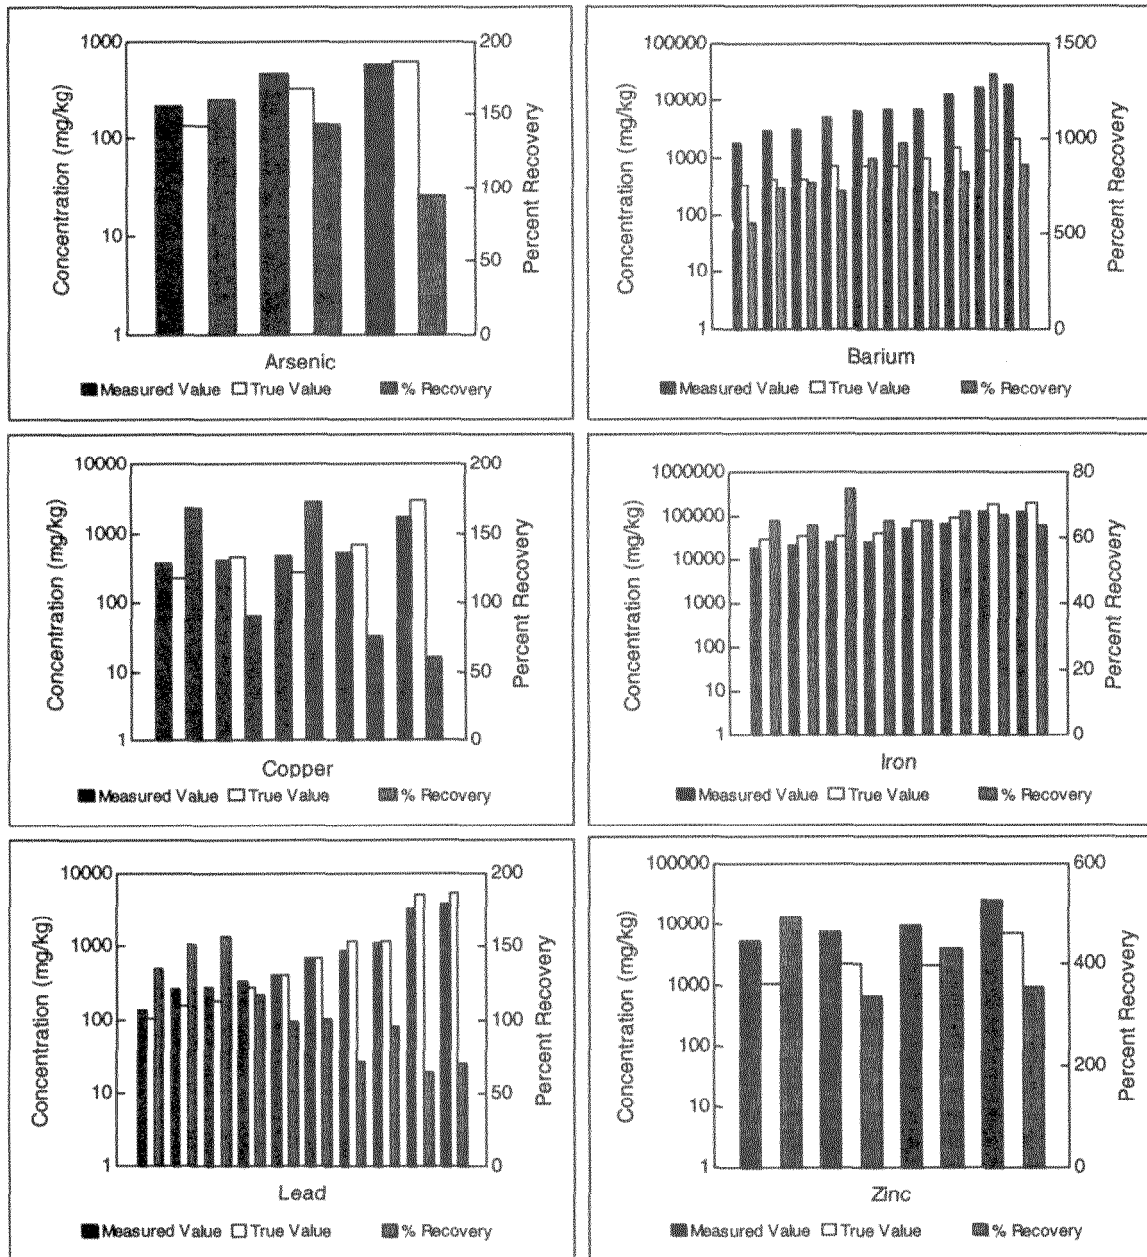 1000
100
10
1
Concentration (mg/kg)
200
150
100
50
0
Percent Recovery
Arsenic
Measured Value True Value % Recovery
100000
10000
1000
100
10
1
Concentration (mg/kg)
1500
1000
500
0
Percent Recovery
Barium
Measured Value True Value % Recovery
10000
1000
100
10
1
Concentration (mg/kg)
200
150
100
50
0
Percent Recovery
Copper
Measured Value True Value % Recovery
1000000
100000
10000
1000
100
10
1
Concentration (mg/kg)
80
60
40
20
0
Percent Recovery
Iron
Measured Value True Value % Recovery
10000
1000
100
10
1
Concentration (mg/kg)
200
150
100
50
0
Percent Recovery
Lead
Measured Value True Value % Recovery
100000
10000
1000
100
10
1
Concentration (mg/kg)
600
400
200
0
Percent Recovery
Zinc
Measured Value True Value % Recovery